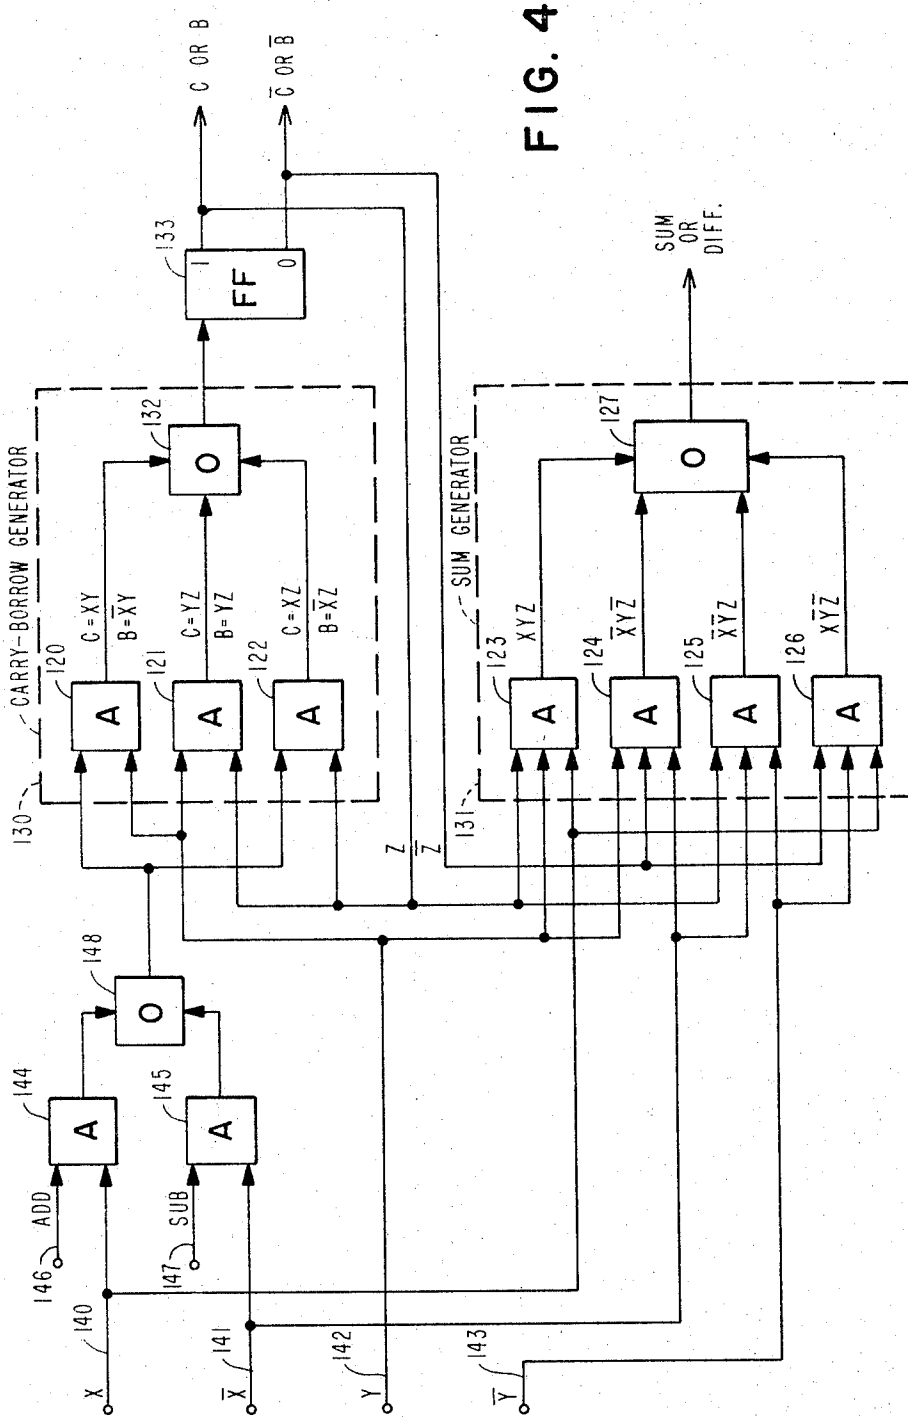 FIG. 4
130
CARRY-BORROW GENERATOR
120
A
C=XY
B=X̅Y
121
A
C=YZ
B=YZ
122
A
C=XZ
B=X̅Z
132
O
133
FF
1
0
C OR B
C̅ OR B̅
146
ADD
144
A
147
SUB
145
A
148
O
X
140
X̅
141
Y
142
Y̅
143
Z
Z̅
131
SUM GENERATOR
123
A
XYZ
124
A
X̅YZ̅
125
A
X̅Y̅Z
126
A
XY̅Z̅
127
O
SUM
OR
DIFF.